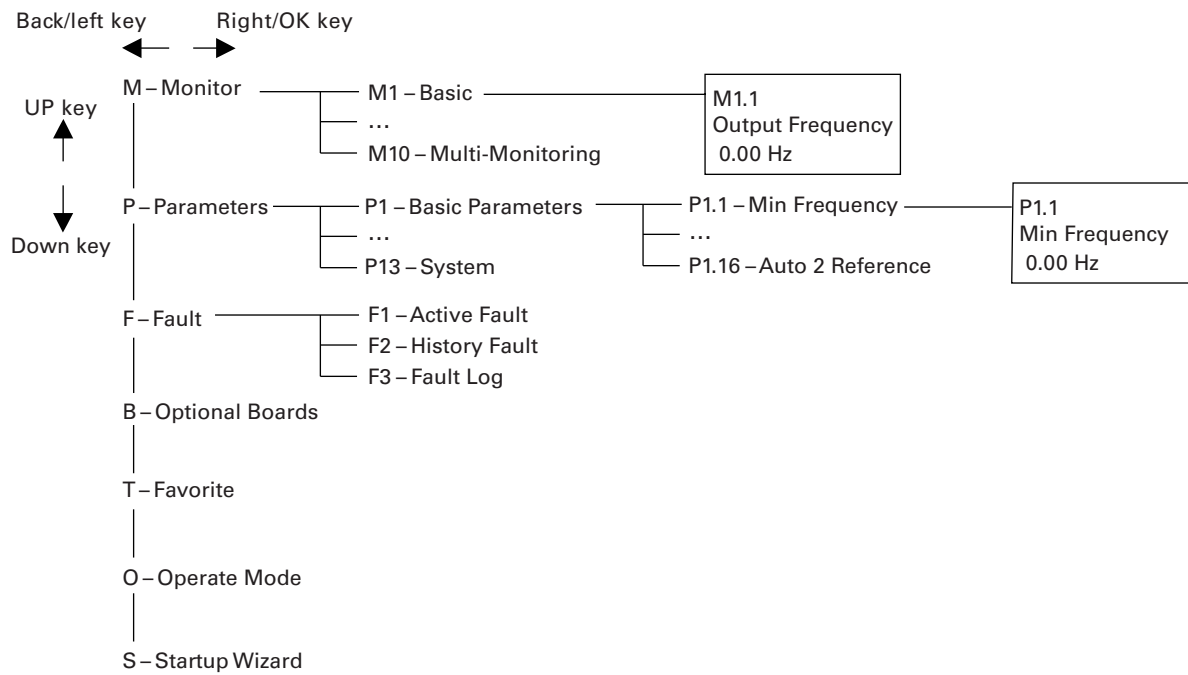 Back/left key
Right/OK key
UP key
Down key
M – Monitor
M1 – Basic
...
M10 – Multi-Monitoring
M1.1
Output Frequency
0.00 Hz
P – Parameters
P1 – Basic Parameters
...
P13 – System
P1.1 – Min Frequency
...
P1.16 – Auto 2 Reference
P1.1
Min Frequency
0.00 Hz
F – Fault
F1 – Active Fault
F2 – History Fault
F3 – Fault Log
B – Optional Boards
T – Favorite
O – Operate Mode
S – Startup Wizard